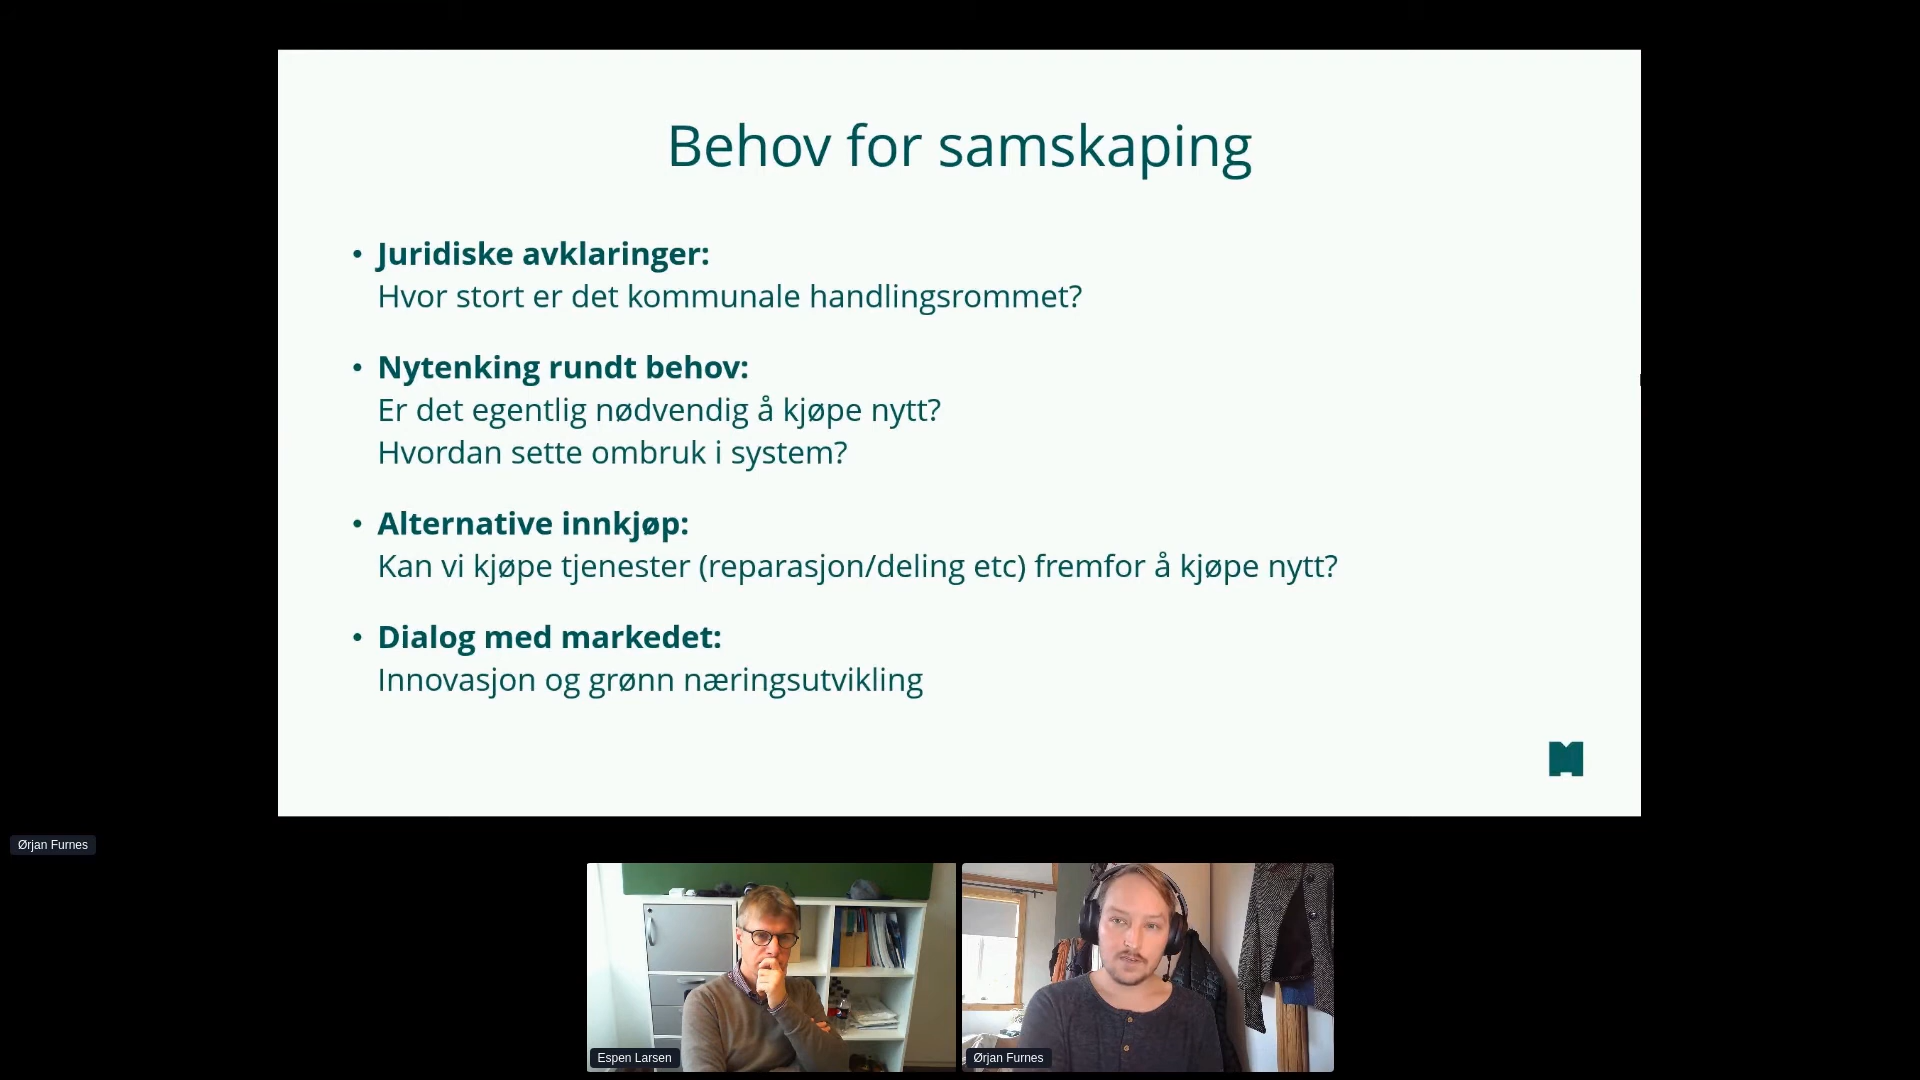 Behov for samskaping
• Juridiske avklaringer:
Hvor stort er det kommunale handlingsrommet?
• Nytenking rundt behov:
Er det egentlig nødvendig å kjøpe nytt?
Hvordan sette ombruk i system?
• Alternative innkjøp:
Kan vi kjøpe tjenester (reparasjon/deling etc) fremfor å kjøpe nytt?
• Dialog med markedet:
Innovasjon og grønn næringsutvikling
Ørjan Furnes
Espen Larsen
Ørjan Furnes